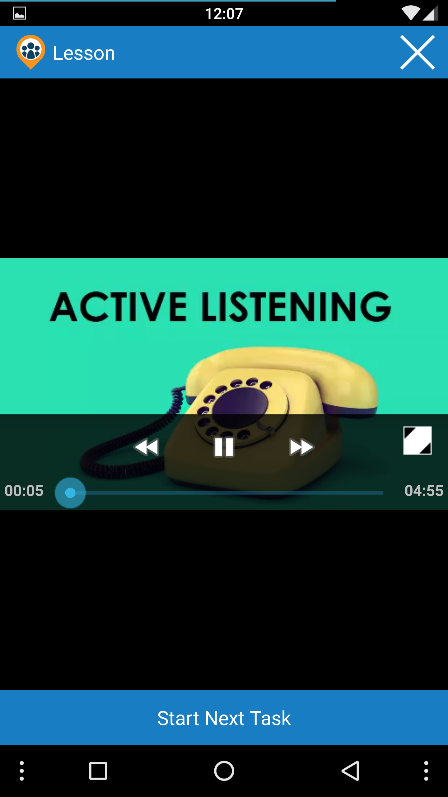 12:07
Lesson
ACTIVE LISTENING
00:05
04:55
Start Next Task